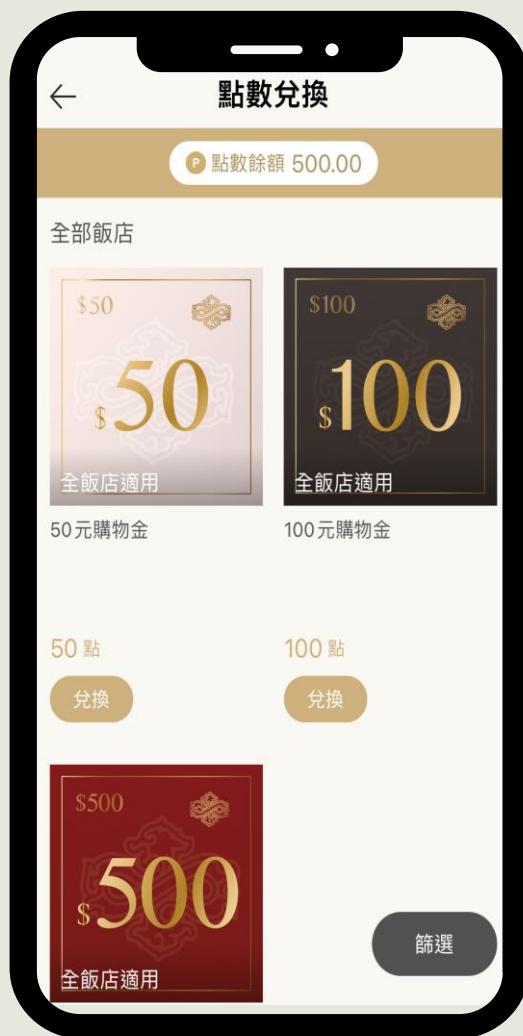 點數兌換
P 點數餘額 500.00
全部飯店
$50
$50
全飯店適用
50元購物金
50 點
兌換
$100
$100
全飯店適用
100元購物金
100 點
兌換
$500
$500
全飯店適用
篩選